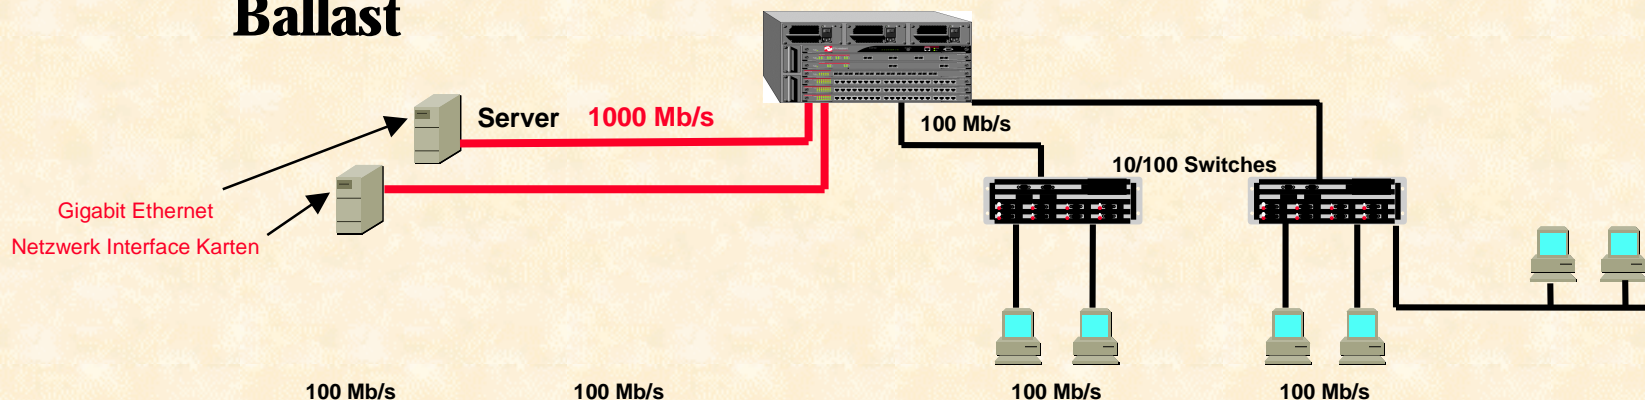 Ballast
Server 1000 Mb/s
100 Mb/s
10/100 Switches
Gigabit Ethernet
Netzwerk Interface Karten
100 Mb/s 100 Mb/s 100 Mb/s 100 Mb/s